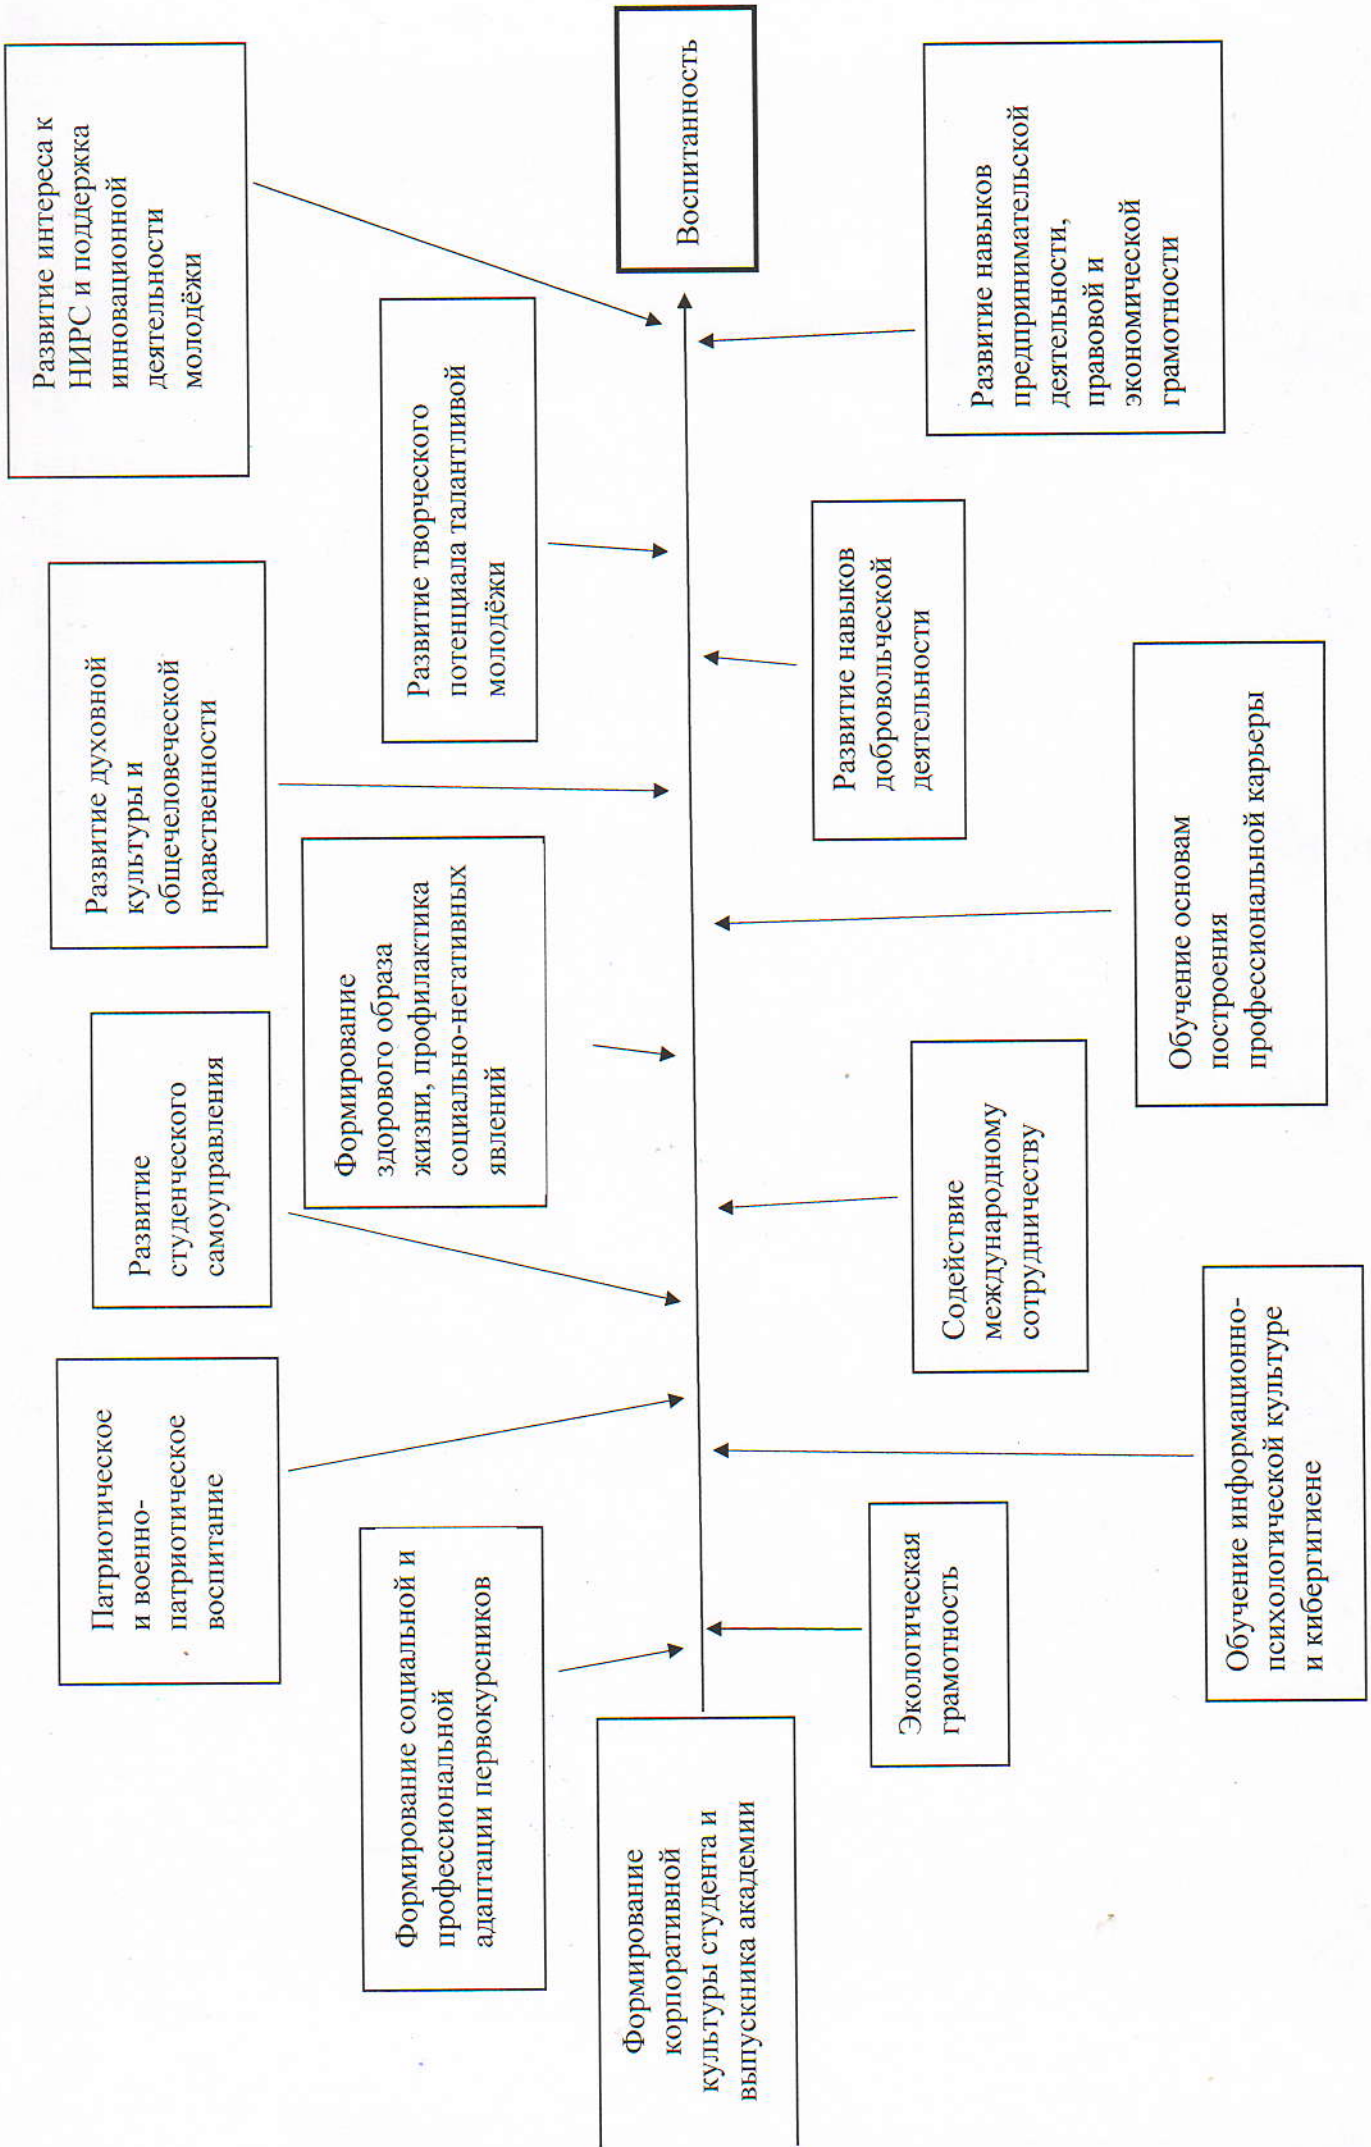 Патриотическое
и военно-
патриотическое
воспитание
Развитие
студенческого
самоуправления
Развитие духовной
культуры и
общечеловеческой
нравственности
Развитие интереса к
НИРС и поддержка
инновационной
деятельности
молодёжи
Формирование социальной и
профессиональной
адаптации первокурсников
Формирование
здорового образа
жизни, профилактика
социально-негативных
явлений
Развитие творческого
потенциала талантливой
молодёжи
Формирование
корпоративной
культуры студента и
выпускника академии
Воспитанность
Экологическая
грамотность
Содействие
международному
сотрудничеству
Развитие навыков
добровольческой
деятельности
Развитие навыков
предпринимательской
деятельности,
правовой и
экономической
грамотности
Обучение информационно-
психологической культуре
и кибергигиене
Обучение основам
построения
профессиональной карьеры